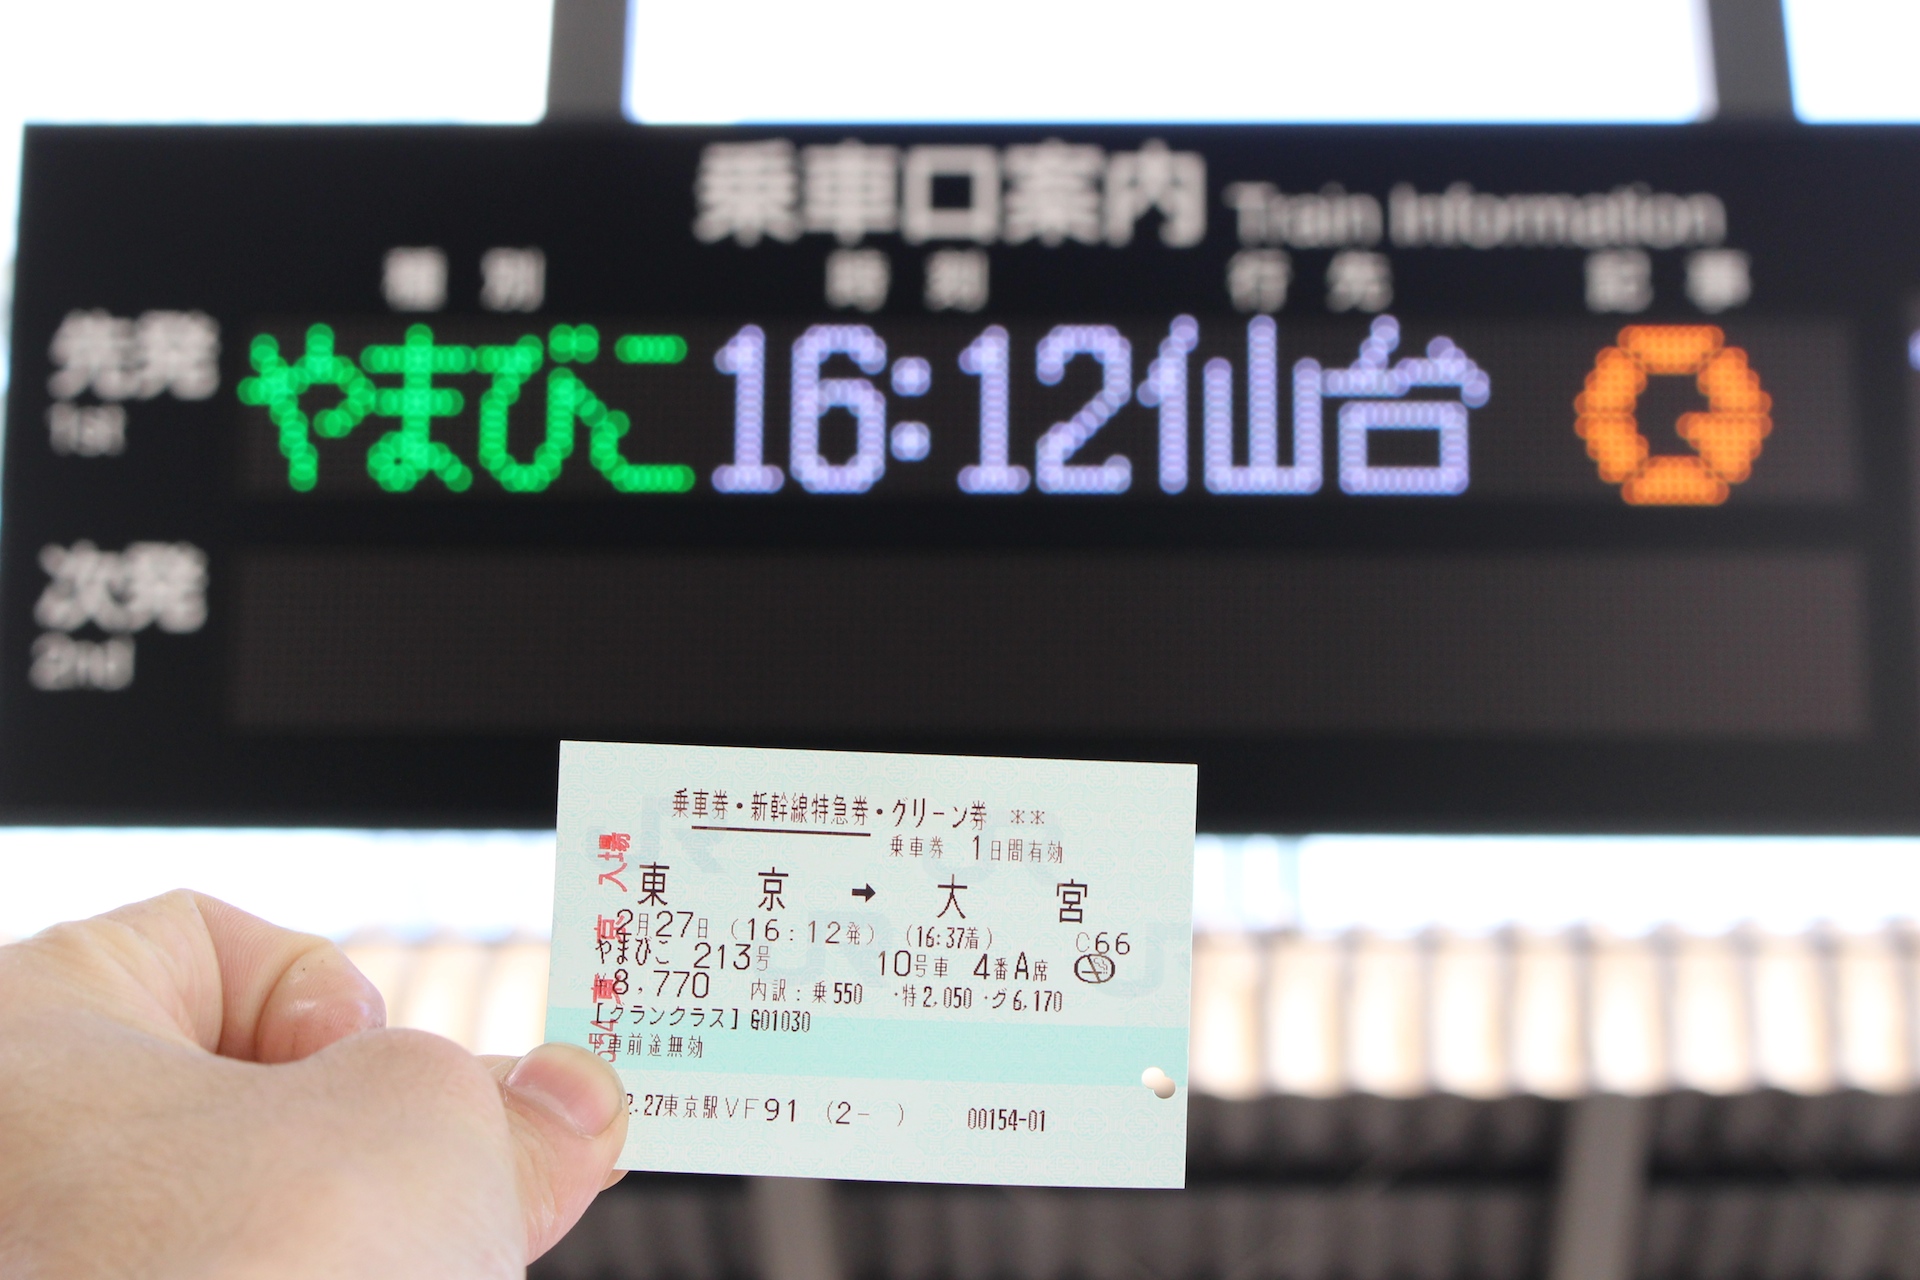 乗車口案内 Train Information
種別 時刻 行先 記事
先発 やまびこ 16:12 仙台
1st
次発
2nd
乗車券・新幹線特急券・グリーン券 **
乗車券 1日間有効
東京 → 大宮
2月27日 (16:12発) (16:37着) C66
やまびこ 213号 10号車 4番A席
¥8,770 内訳:乗550 ・特2,050・グ6,170
[グランクラス] G01030
下車前途無効
2.27東京駅VF91 (2- ) 00154-01
東京 入場